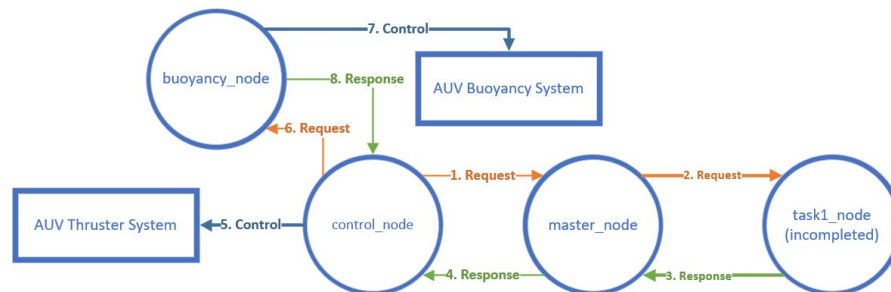 7. Control
buoyancy_node
8. Response
AUV Buoyancy System
6. Request
1. Request
2. Request
AUV Thruster System
5. Control
control_node
master_node
task1_node
(incompleted)
4. Response
3. Response